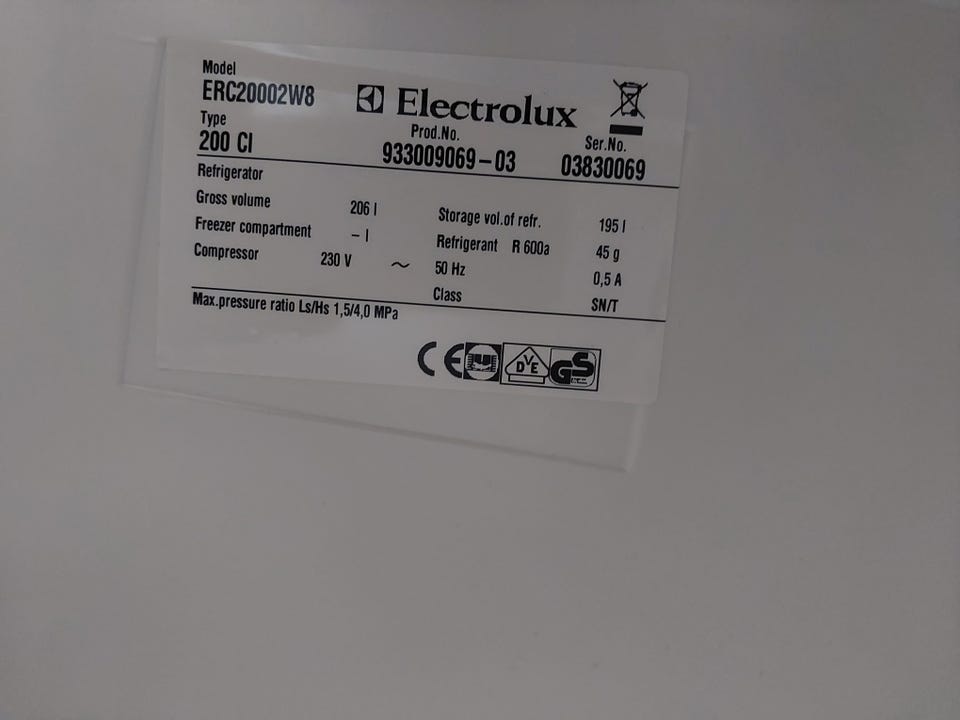 Model
ERC20002W8
Electrolux
Type
200 CI
Prod.No.
933009069-03
Ser.No.
03830069
Refrigerator
Gross volume 206 l Storage vol.of refr. 195 l
Freezer compartment – l Refrigerant R 600a 45 g
Compressor 230 V ~ 50 Hz 0,5 A
Class SN/T
Max.pressure ratio Ls/Hs 1,5/4,0 MPa
CE
DVE
GS